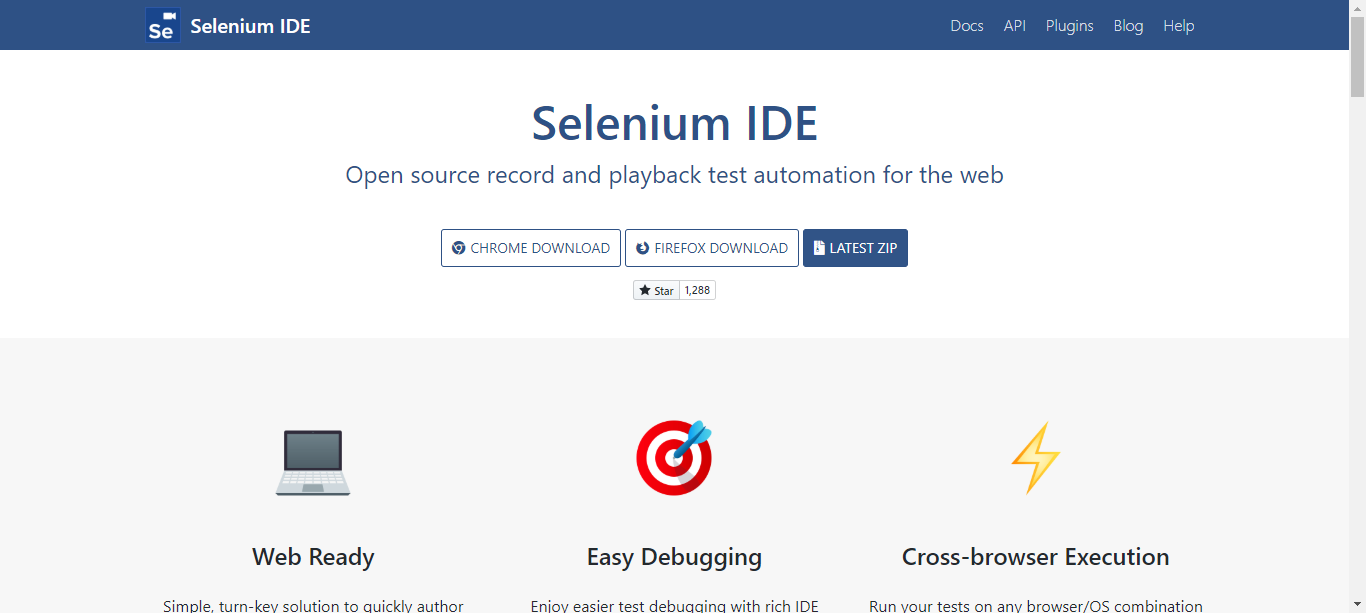 Se Selenium IDE
Docs API Plugins Blog Help
Selenium IDE
Open source record and playback test automation for the web
CHROME DOWNLOAD FIREFOX DOWNLOAD LATEST ZIP
Star 1,288
Web Ready Easy Debugging Cross-browser Execution
Simple, turn-key solution to quickly author Enjoy easier test debugging with rich IDE Run your tests on any browser/OS combination